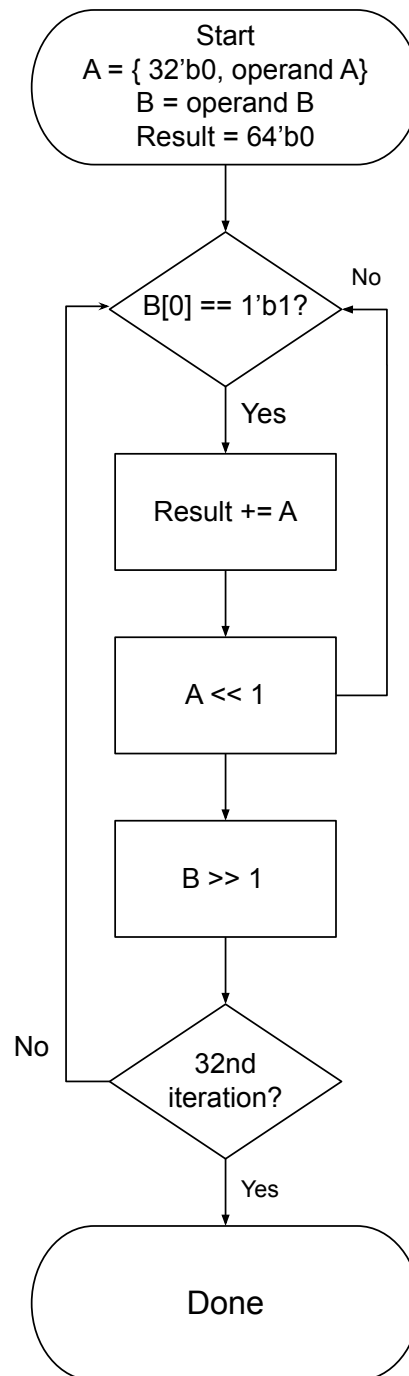 Start
A = { 32’b0, operand A}
B = operand B
Result = 64’b0
No
B[0] == 1’b1?
Yes
Result += A
A << 1
B >> 1
No
32nd
iteration?
Yes
Done